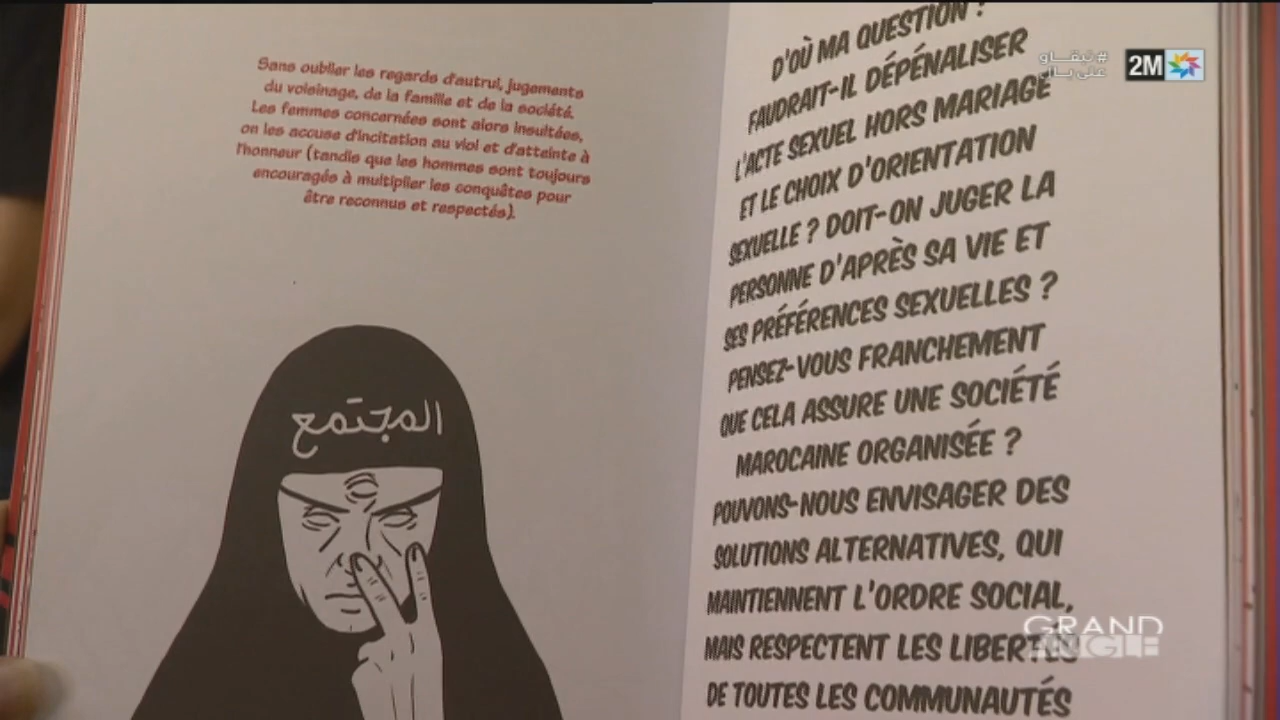 Sans oublier les regards d'autrui, jugements
du voisinage, de la famille et de la société.
Les femmes concernées sont alors insultées,
on les accuse d'incitation au viol et d'atteinte à
l'honneur (tandis que les hommes sont toujours
encouragés à multiplier les conquêtes pour
être reconnus et respectés).
المجتمع
D'OÙ MA QUESTION :
FAUDRAIT-IL DÉPÉNALISER
L'ACTE SEXUEL HORS MARIAGE
ET LE CHOIX D'ORIENTATION
SEXUELLE ? DOIT-ON JUGER LA
PERSONNE D'APRÈS SA VIE ET
SES PRÉFÉRENCES SEXUELLES ?
PENSEZ-VOUS FRANCHEMENT
QUE CELA ASSURE UNE SOCIÉTÉ
MAROCAINE ORGANISÉE ?
POUVONS-NOUS ENVISAGER DES
SOLUTIONS ALTERNATIVES, QUI
MAINTIENNENT L'ORDRE SOCIAL,
MAIS RESPECTENT LES LIBERTÉS
DE TOUTES LES COMMUNAUTÉS
#نبقاو
على بال
2M
GRAND
ANGLE